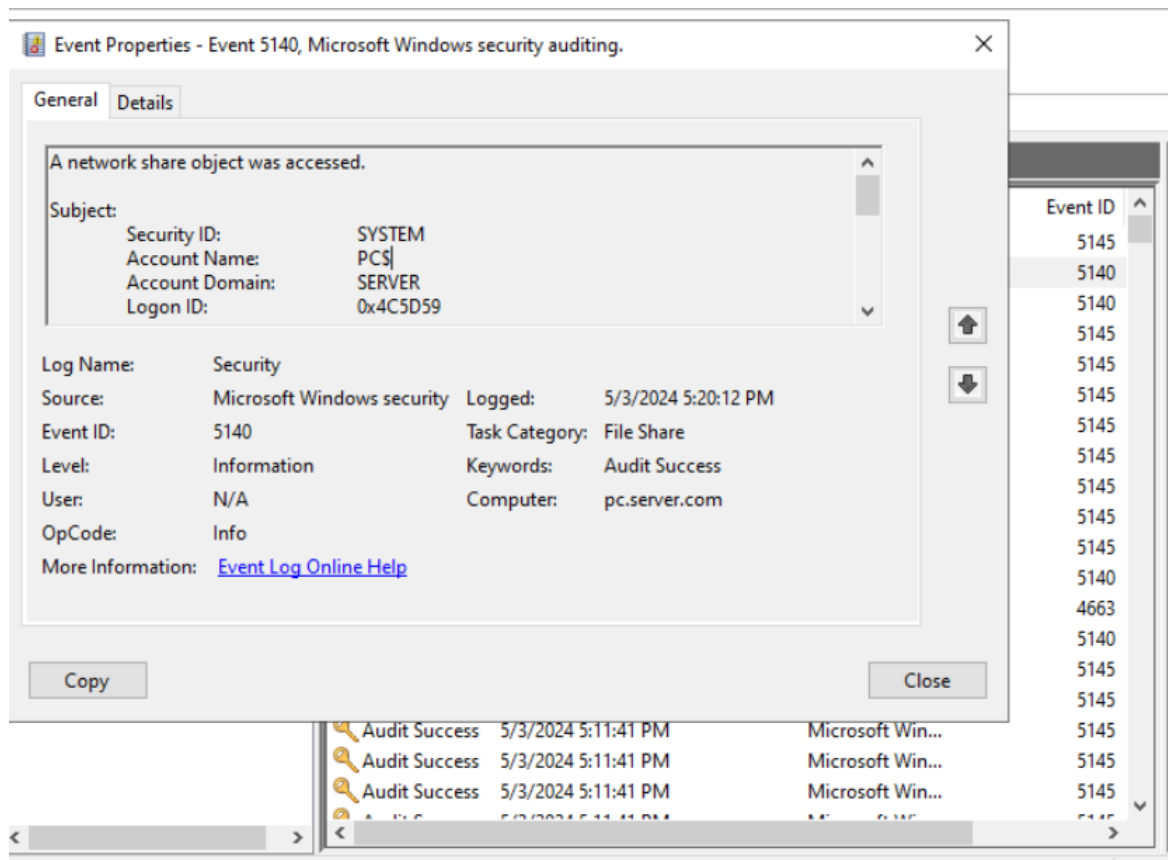 Event Properties - Event 5140, Microsoft Windows security auditing.
General Details
A network share object was accessed.
Subject:
Security ID: SYSTEM
Account Name: PC$
Account Domain: SERVER
Logon ID: 0x4C5D59
Log Name: Security
Source: Microsoft Windows security Logged: 5/3/2024 5:20:12 PM
Event ID: 5140 Task Category: File Share
Level: Information Keywords: Audit Success
User: N/A Computer: pc.server.com
OpCode: Info
More Information: Event Log Online Help
Copy Close
Event ID
5145
5140
5140
5145
5145
5145
5145
5145
5145
5145
5145
5140
4663
5140
5145
5145
Audit Success 5/3/2024 5:11:41 PM Microsoft Win... 5145
Audit Success 5/3/2024 5:11:41 PM Microsoft Win... 5145
Audit Success 5/3/2024 5:11:41 PM Microsoft Win... 5145